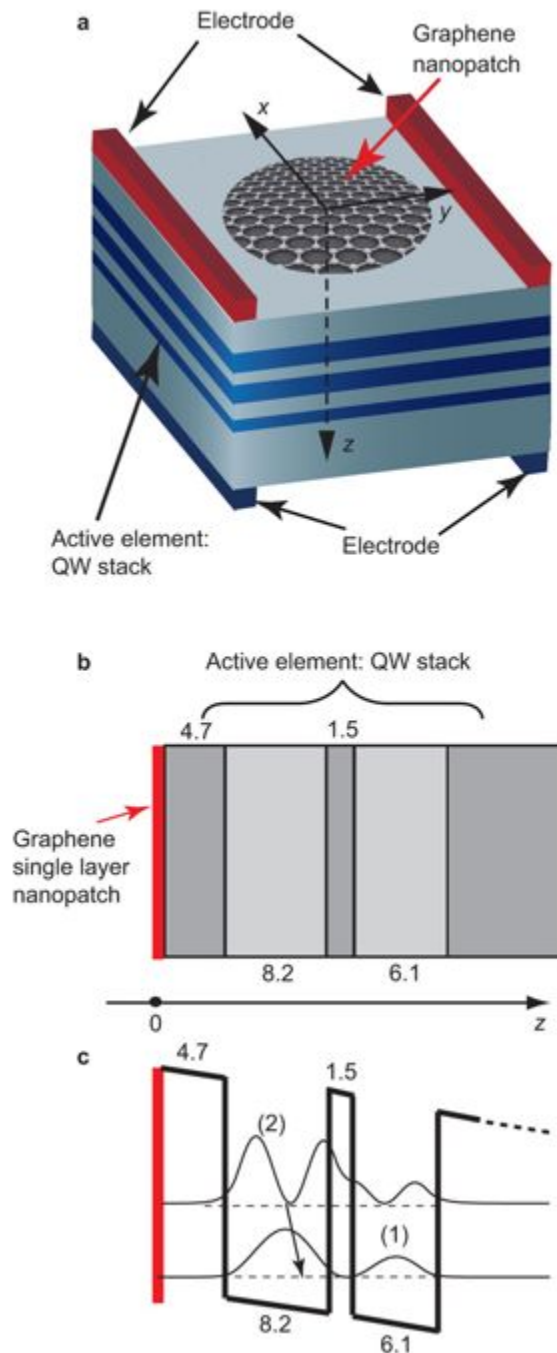 a
Electrode
Graphene
nanopatch
x
y
z
Active element:
QW stack
Electrode
b
Active element: QW stack
4.7
1.5
Graphene
single layer
nanopatch
8.2
6.1
0
z
c
4.7
1.5
(2)
(1)
8.2
6.1